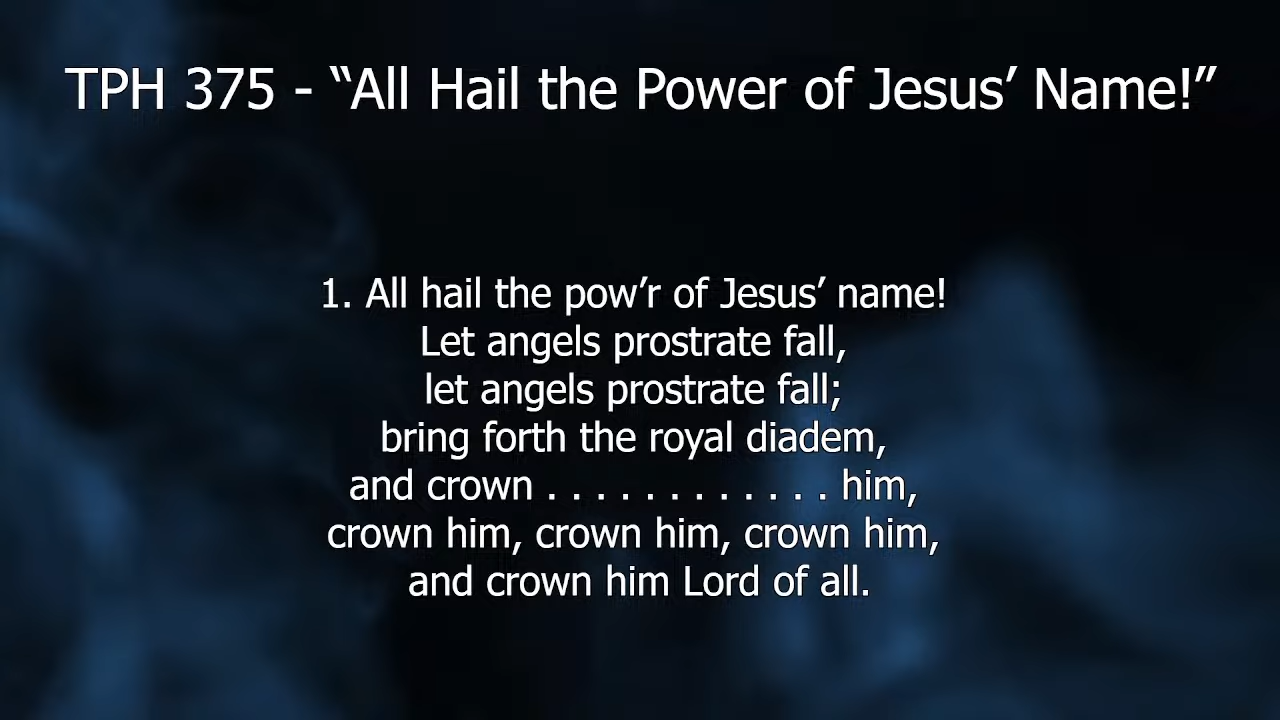 TPH 375 - “All Hail the Power of Jesus’ Name!”
1. All hail the pow’r of Jesus’ name!
Let angels prostrate fall,
let angels prostrate fall;
bring forth the royal diadem,
and crown . . . . . . . . . . . . him,
crown him, crown him, crown him,
and crown him Lord of all.